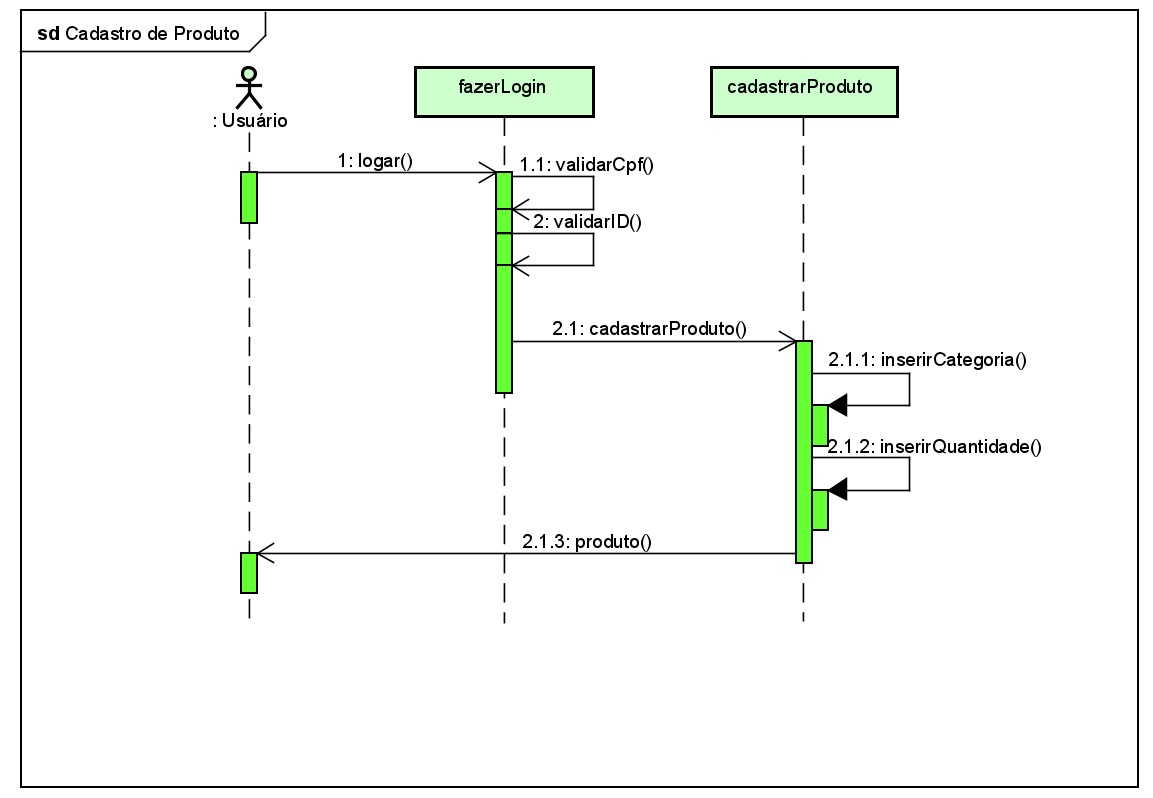 sd Cadastro de Produto
: Usuário
fazerLogin
cadastrarProduto
1: logar()
1.1: validarCpf()
2: validarID()
2.1: cadastrarProduto()
2.1.1: inserirCategoria()
2.1.2: inserirQuantidade()
2.1.3: produto()